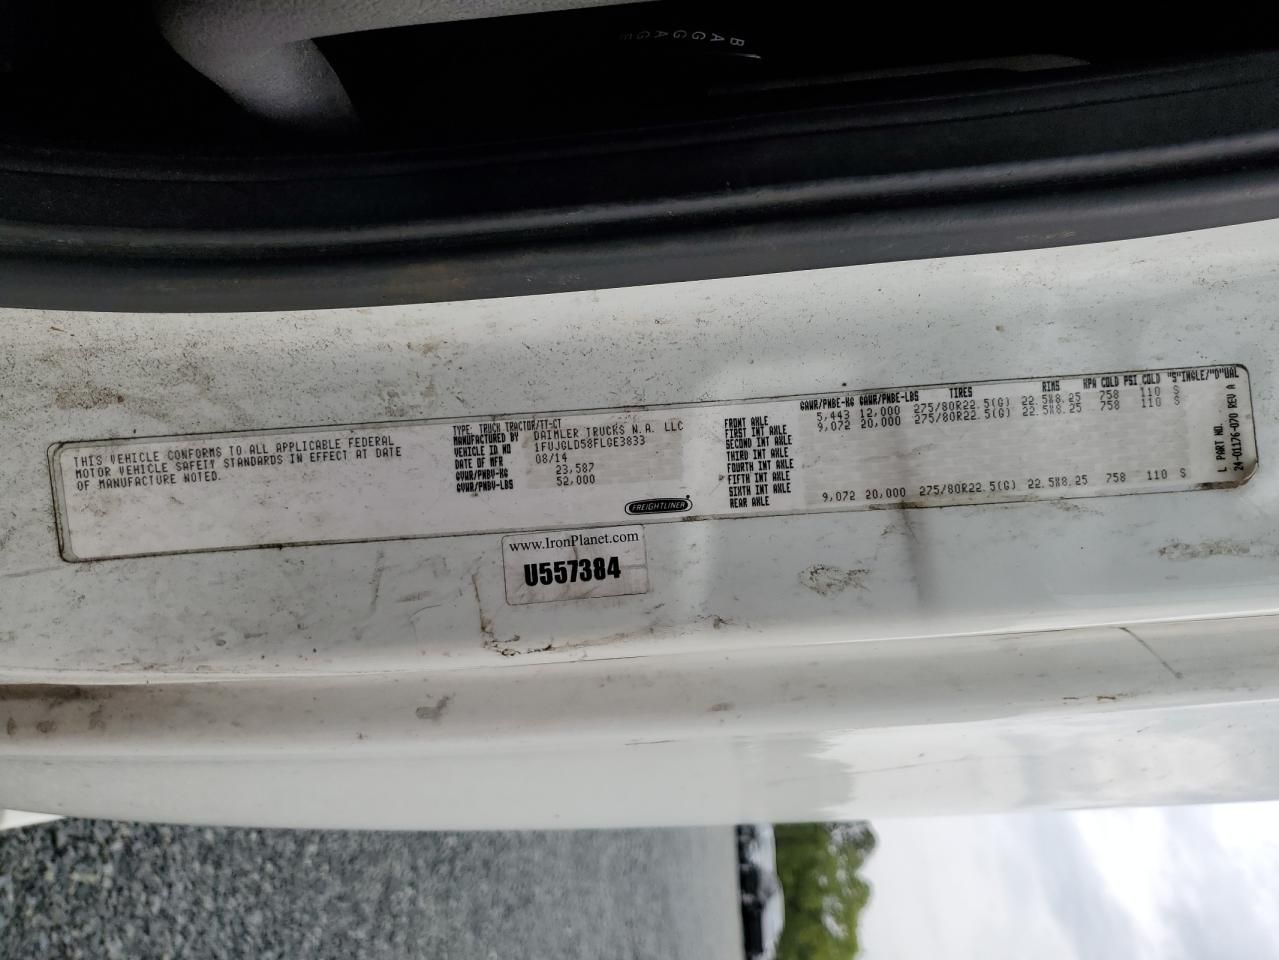 BAGGAGE
THIS VEHICLE CONFORMS TO ALL APPLICABLE FEDERAL
MOTOR VEHICLE SAFETY STANDARDS IN EFFECT AT DATE
OF MANUFACTURE NOTED.
TYPE: TRUCK TRACTOR/TT-CT
MANUFACTURED BY DAIMLER TRUCKS N.A. LLC
VEHICLE ID NO 1FUJGLD58FLGE3833
DATE OF MFR 08/14
GVWR/PNBV-KG 23,587
GVWR/PNBV-LBS 52,000
FREIGHTLINER
GAWR/PNBE-KG GAWR/PNBE-LBS TIRES RIMS KPA COLD PSI COLD "S"INGLE/"D"UAL
FRONT AXLE 5,443 12,000 275/80R22.5(G) 22.5X8.25 758 110 S
FIRST INT AXLE 9,072 20,000 275/80R22.5(G) 22.5X8.25 758 110 S
SECOND INT AXLE
THIRD INT AXLE
FOURTH INT AXLE
FIFTH INT AXLE
SIXTH INT AXLE
REAR AXLE 9,072 20,000 275/80R22.5(G) 22.5X8.25 758 110 S
L PART NO.
24-01176-070 REV A
www.IronPlanet.com
U557384